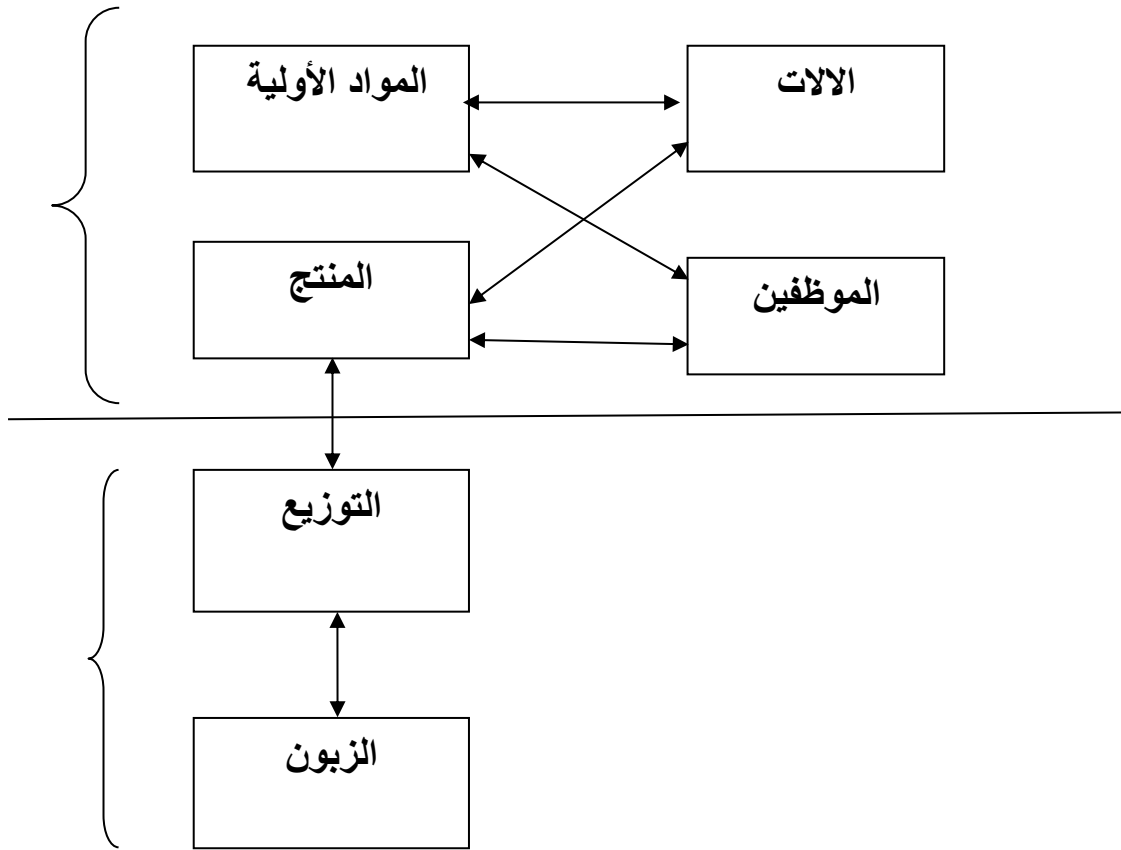 المواد الأولية
الالات
المنتج
الموظفين
التوزيع
الزبون